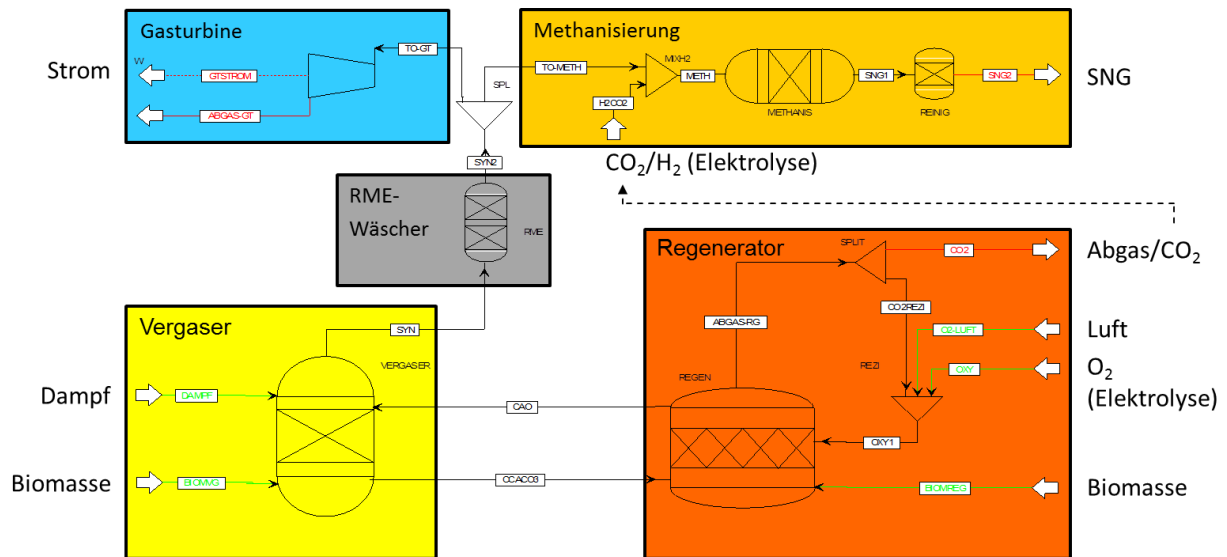 Gasturbine
Methanisierung
Strom
W
GTSTROM
TO-GT
ABGAS-GT
SPL
TO-METH
MIXH2
METH
H2CO2
METHANIS
SNG1
REINIG
SNG2
SNG
CO₂/H₂ (Elektrolyse)
SYN2
RME-
Wäscher
RME
Regenerator
SPLIT
CO2
Abgas/CO₂
CO2REZI
ABGAS-RG
Vergaser
SYN
VERGASER
O2-LUFT
Luft
REZI
OXY
O₂
(Elektrolyse)
REGEN
Dampf
DAMPF
CAO
OXY1
Biomasse
BIOMVG
CCACO3
BIOMREG
Biomasse